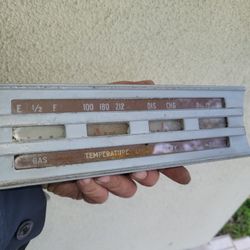 E ½ F 100 180 212 DIS CHG
GAS TEMPERATURE